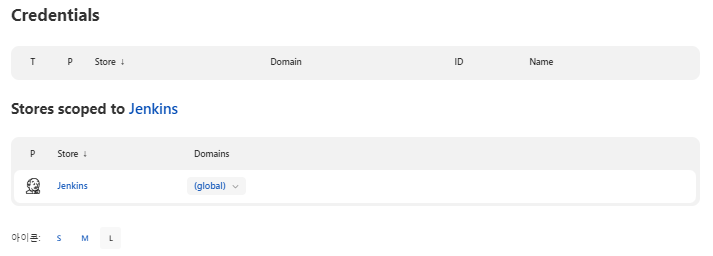 Credentials
T P Store ↓ Domain ID Name
Stores scoped to Jenkins
P Store ↓ Domains
Jenkins (global)
아이콘: S M L